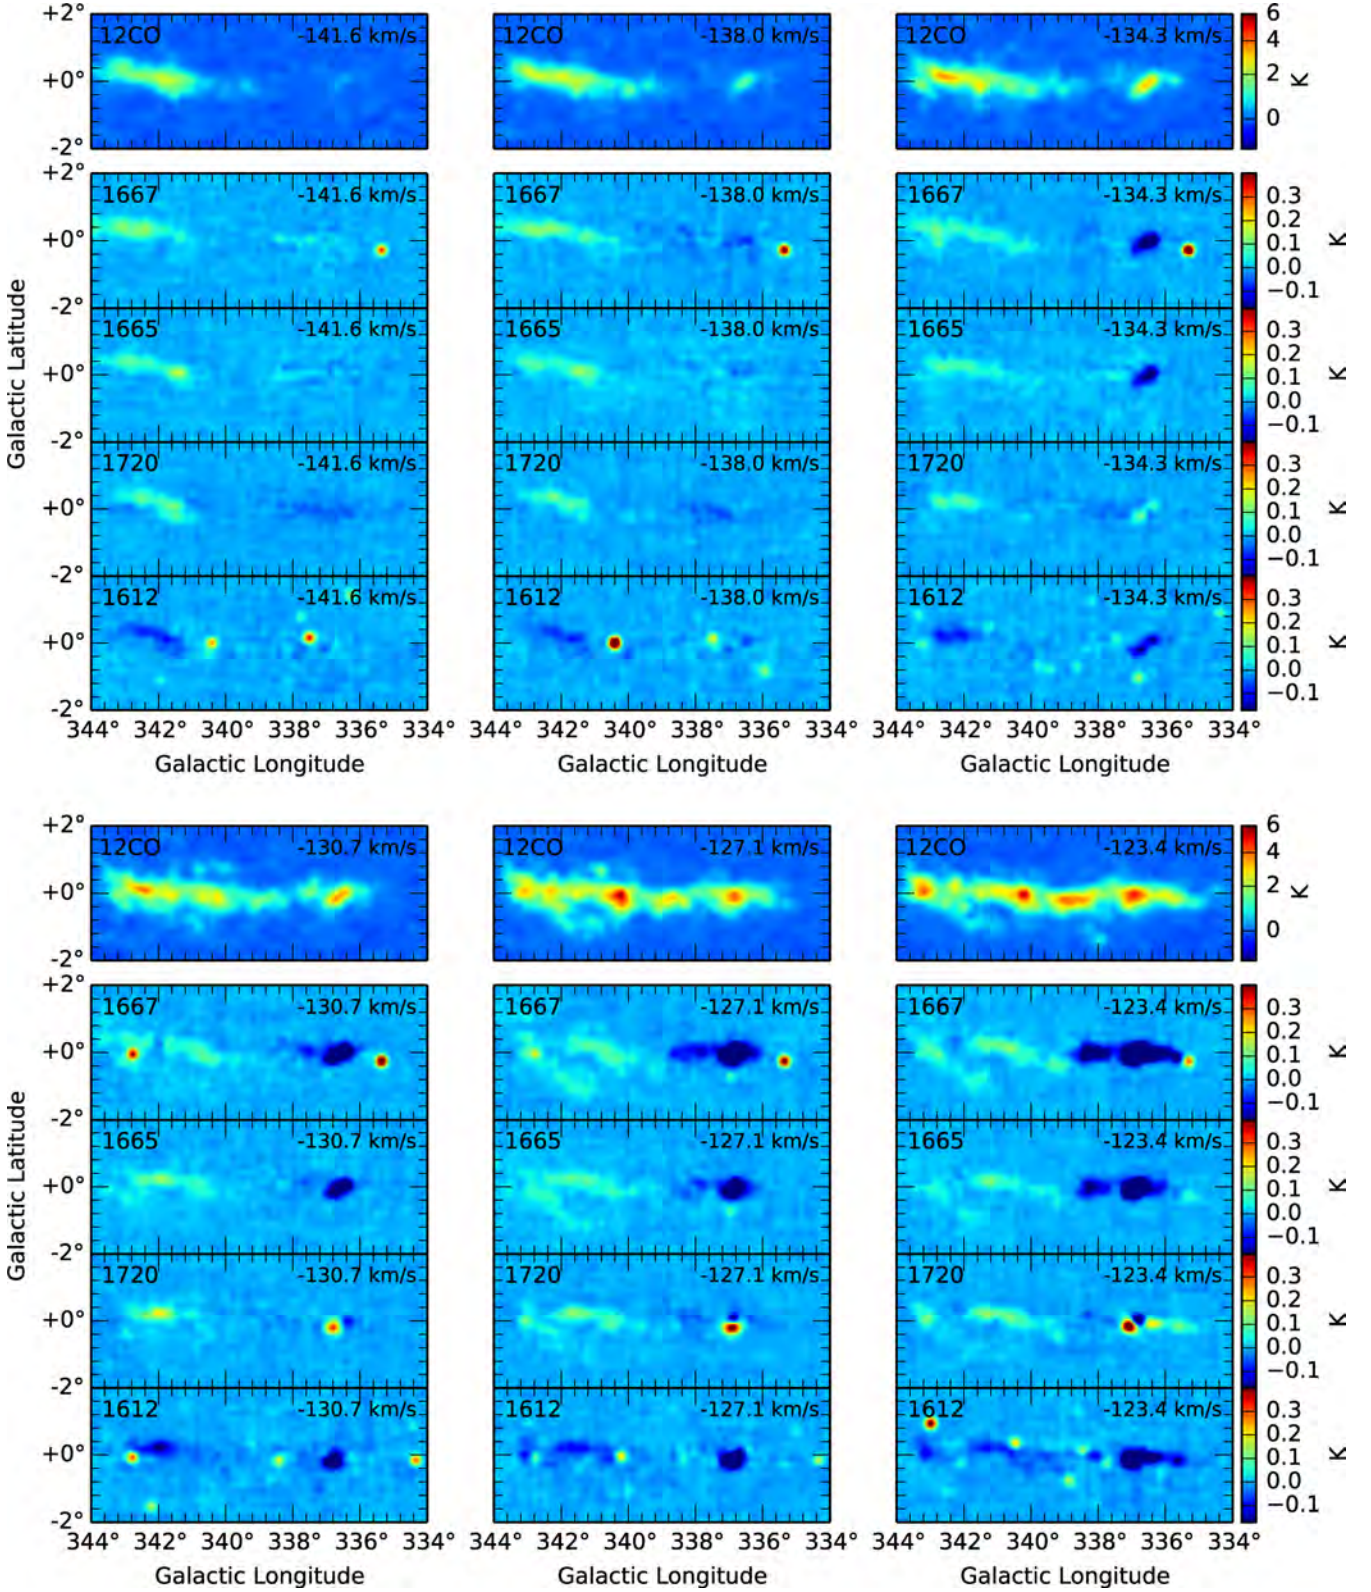 +2°
12CO -141.6 km/s 12CO -138.0 km/s 12CO -134.3 km/s 6
+0° 4
2 K
-2° 0
+2°
1667 -141.6 km/s 1667 -138.0 km/s 1667 -134.3 km/s 0.3
0.2
+0° 0.1 K
0.0
-2° −0.1
1665 -141.6 km/s 1665 -138.0 km/s 1665 -134.3 km/s 0.3
0.2
+0° 0.1 K
0.0
-2° −0.1
1720 -141.6 km/s 1720 -138.0 km/s 1720 -134.3 km/s 0.3
0.2
+0° 0.1 K
0.0
-2° −0.1
1612 -141.6 km/s 1612 -138.0 km/s 1612 -134.3 km/s 0.3
0.2
+0° 0.1 K
0.0
-2° −0.1
Galactic Latitude
344° 342° 340° 338° 336° 334° 344° 342° 340° 338° 336° 334° 344° 342° 340° 338° 336° 334°
Galactic Longitude Galactic Longitude Galactic Longitude
+2°
12CO -130.7 km/s 12CO -127.1 km/s 12CO -123.4 km/s 6
+0° 4
2 K
-2° 0
+2°
1667 -130.7 km/s 1667 -127.1 km/s 1667 -123.4 km/s 0.3
0.2
+0° 0.1 K
0.0
-2° −0.1
1665 -130.7 km/s 1665 -127.1 km/s 1665 -123.4 km/s 0.3
0.2
+0° 0.1 K
0.0
-2° −0.1
1720 -130.7 km/s 1720 -127.1 km/s 1720 -123.4 km/s 0.3
0.2
+0° 0.1 K
0.0
-2° −0.1
1612 -130.7 km/s 1612 -127.1 km/s 1612 -123.4 km/s 0.3
0.2
+0° 0.1 K
0.0
-2° −0.1
Galactic Latitude
344° 342° 340° 338° 336° 334° 344° 342° 340° 338° 336° 334° 344° 342° 340° 338° 336° 334°
Galactic Longitude Galactic Longitude Galactic Longitude